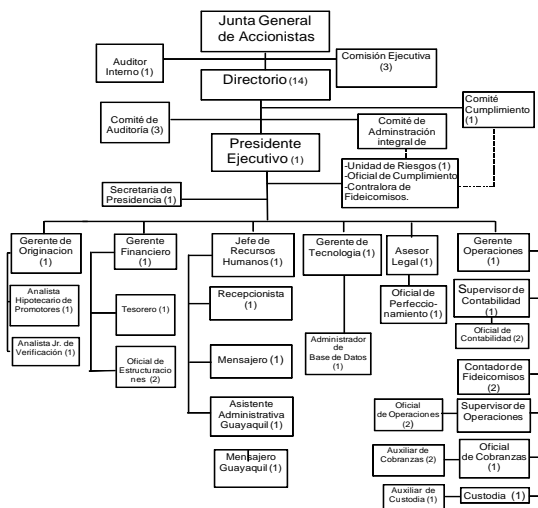 Junta General
de Accionistas
Auditor
Interno (1)
Comisión Ejecutiva
(3)
Directorio (14)
Comité
Cumplimiento
(1)
Comité de
Auditoría (3)
Comité de
Adminstración
integral de
Presidente
Ejecutivo (1)
-Unidad de Riesgos (1)
-Oficial de Cumplimiento
-Contralora de
Fideicomisos.
Secretaria de
Presidencia (1)
Gerente de
Originacion
(1)
Gerente
Financiero
(1)
Jefe de
Recursos
Humanos (1)
Gerente de
Tecnologia (1)
Asesor
Legal (1)
Gerente
Operaciones
(1)
Analista
Hipotecario de
Promotores (1)
Analista Jr. de
Verificación (1)
Tesorero (1)
Oficial de
Estructuracio
nes (2)
Recepcionista
(1)
Mensajero (1)
Asistente
Administrativa
Guayaquil (1)
Mensajero
Guayaquil (1)
Administrador de
Base de Datos
(1)
Oficial de
Perfeccio-
namiento (1)
Supervisor de
Contabilidad
(1)
Oficial de
Contabilidad (2)
Contador de
Fideicomisos
(2)
Oficial
de Operaciones
(2)
Supervisor de
Operaciones
Auxiliar de
Cobranzas (2)
Oficial
de Cobranzas
(1)
Auxiliar de
Custodia (1)
Custodia (1)